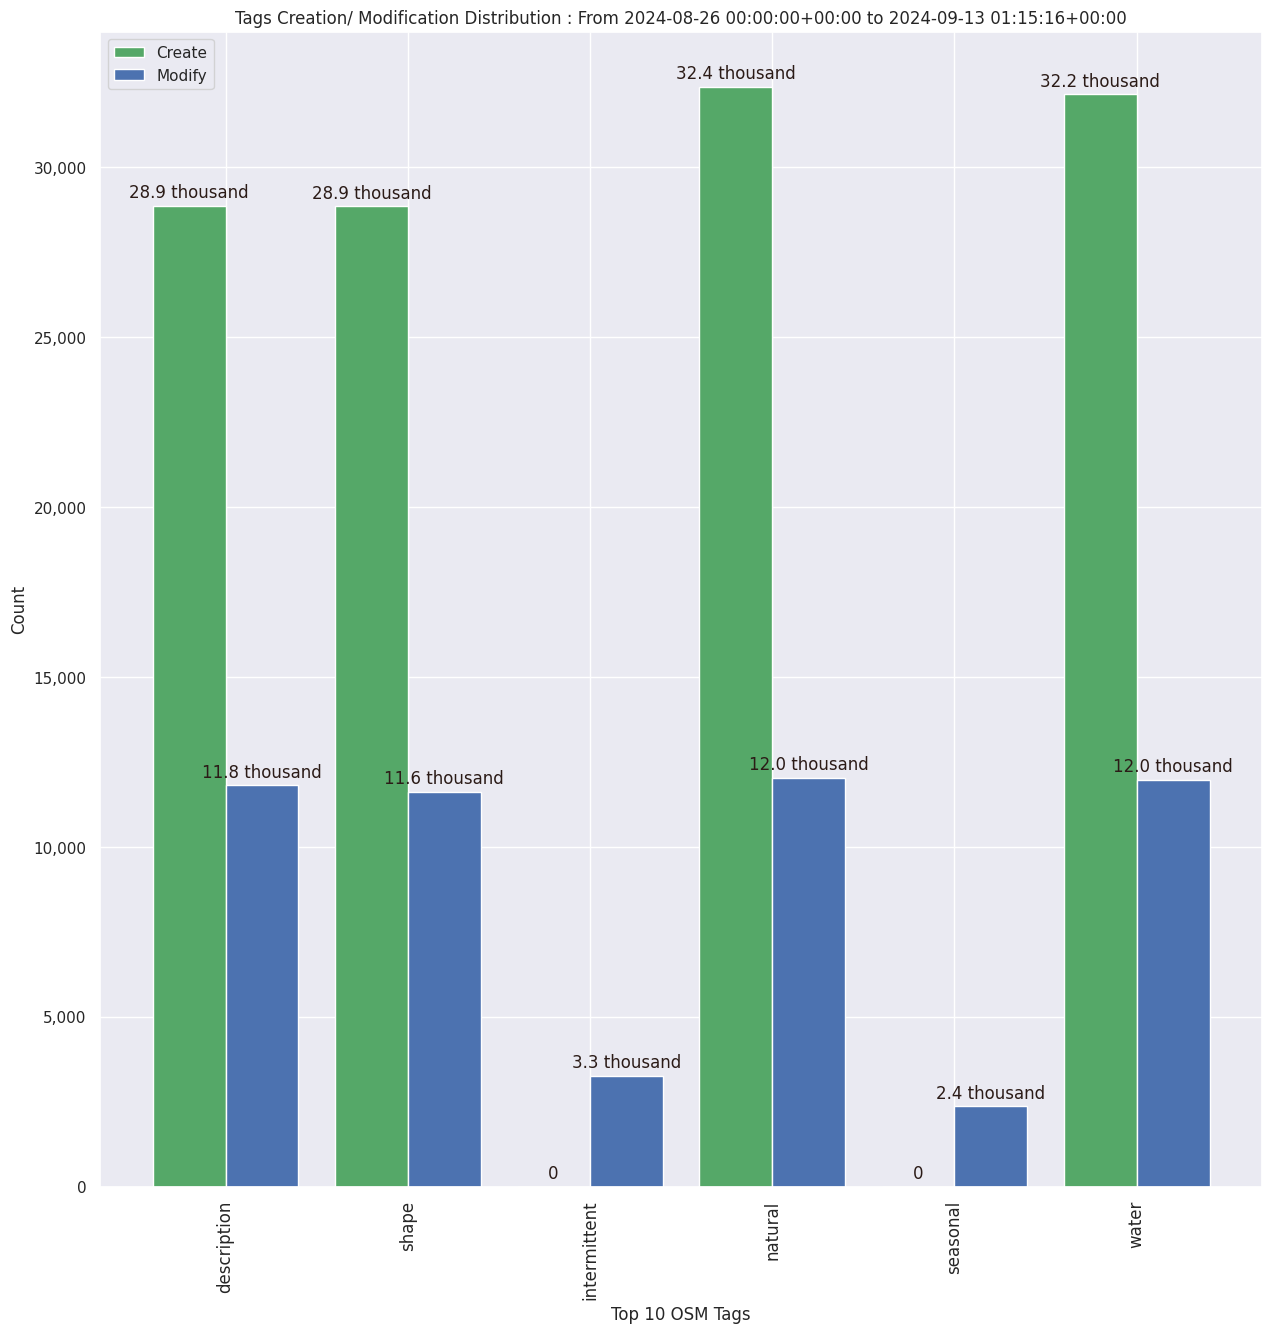 Tags Creation/ Modification Distribution : From 2024-08-26 00:00:00+00:00 to 2024-09-13 01:15:16+00:00
Create
Modify
32.4 thousand
32.2 thousand
28.9 thousand
28.9 thousand
11.8 thousand
11.6 thousand
12.0 thousand
12.0 thousand
3.3 thousand
2.4 thousand
0
0
30,000
25,000
20,000
15,000
10,000
5,000
0
Count
description
shape
intermittent
natural
seasonal
water
Top 10 OSM Tags